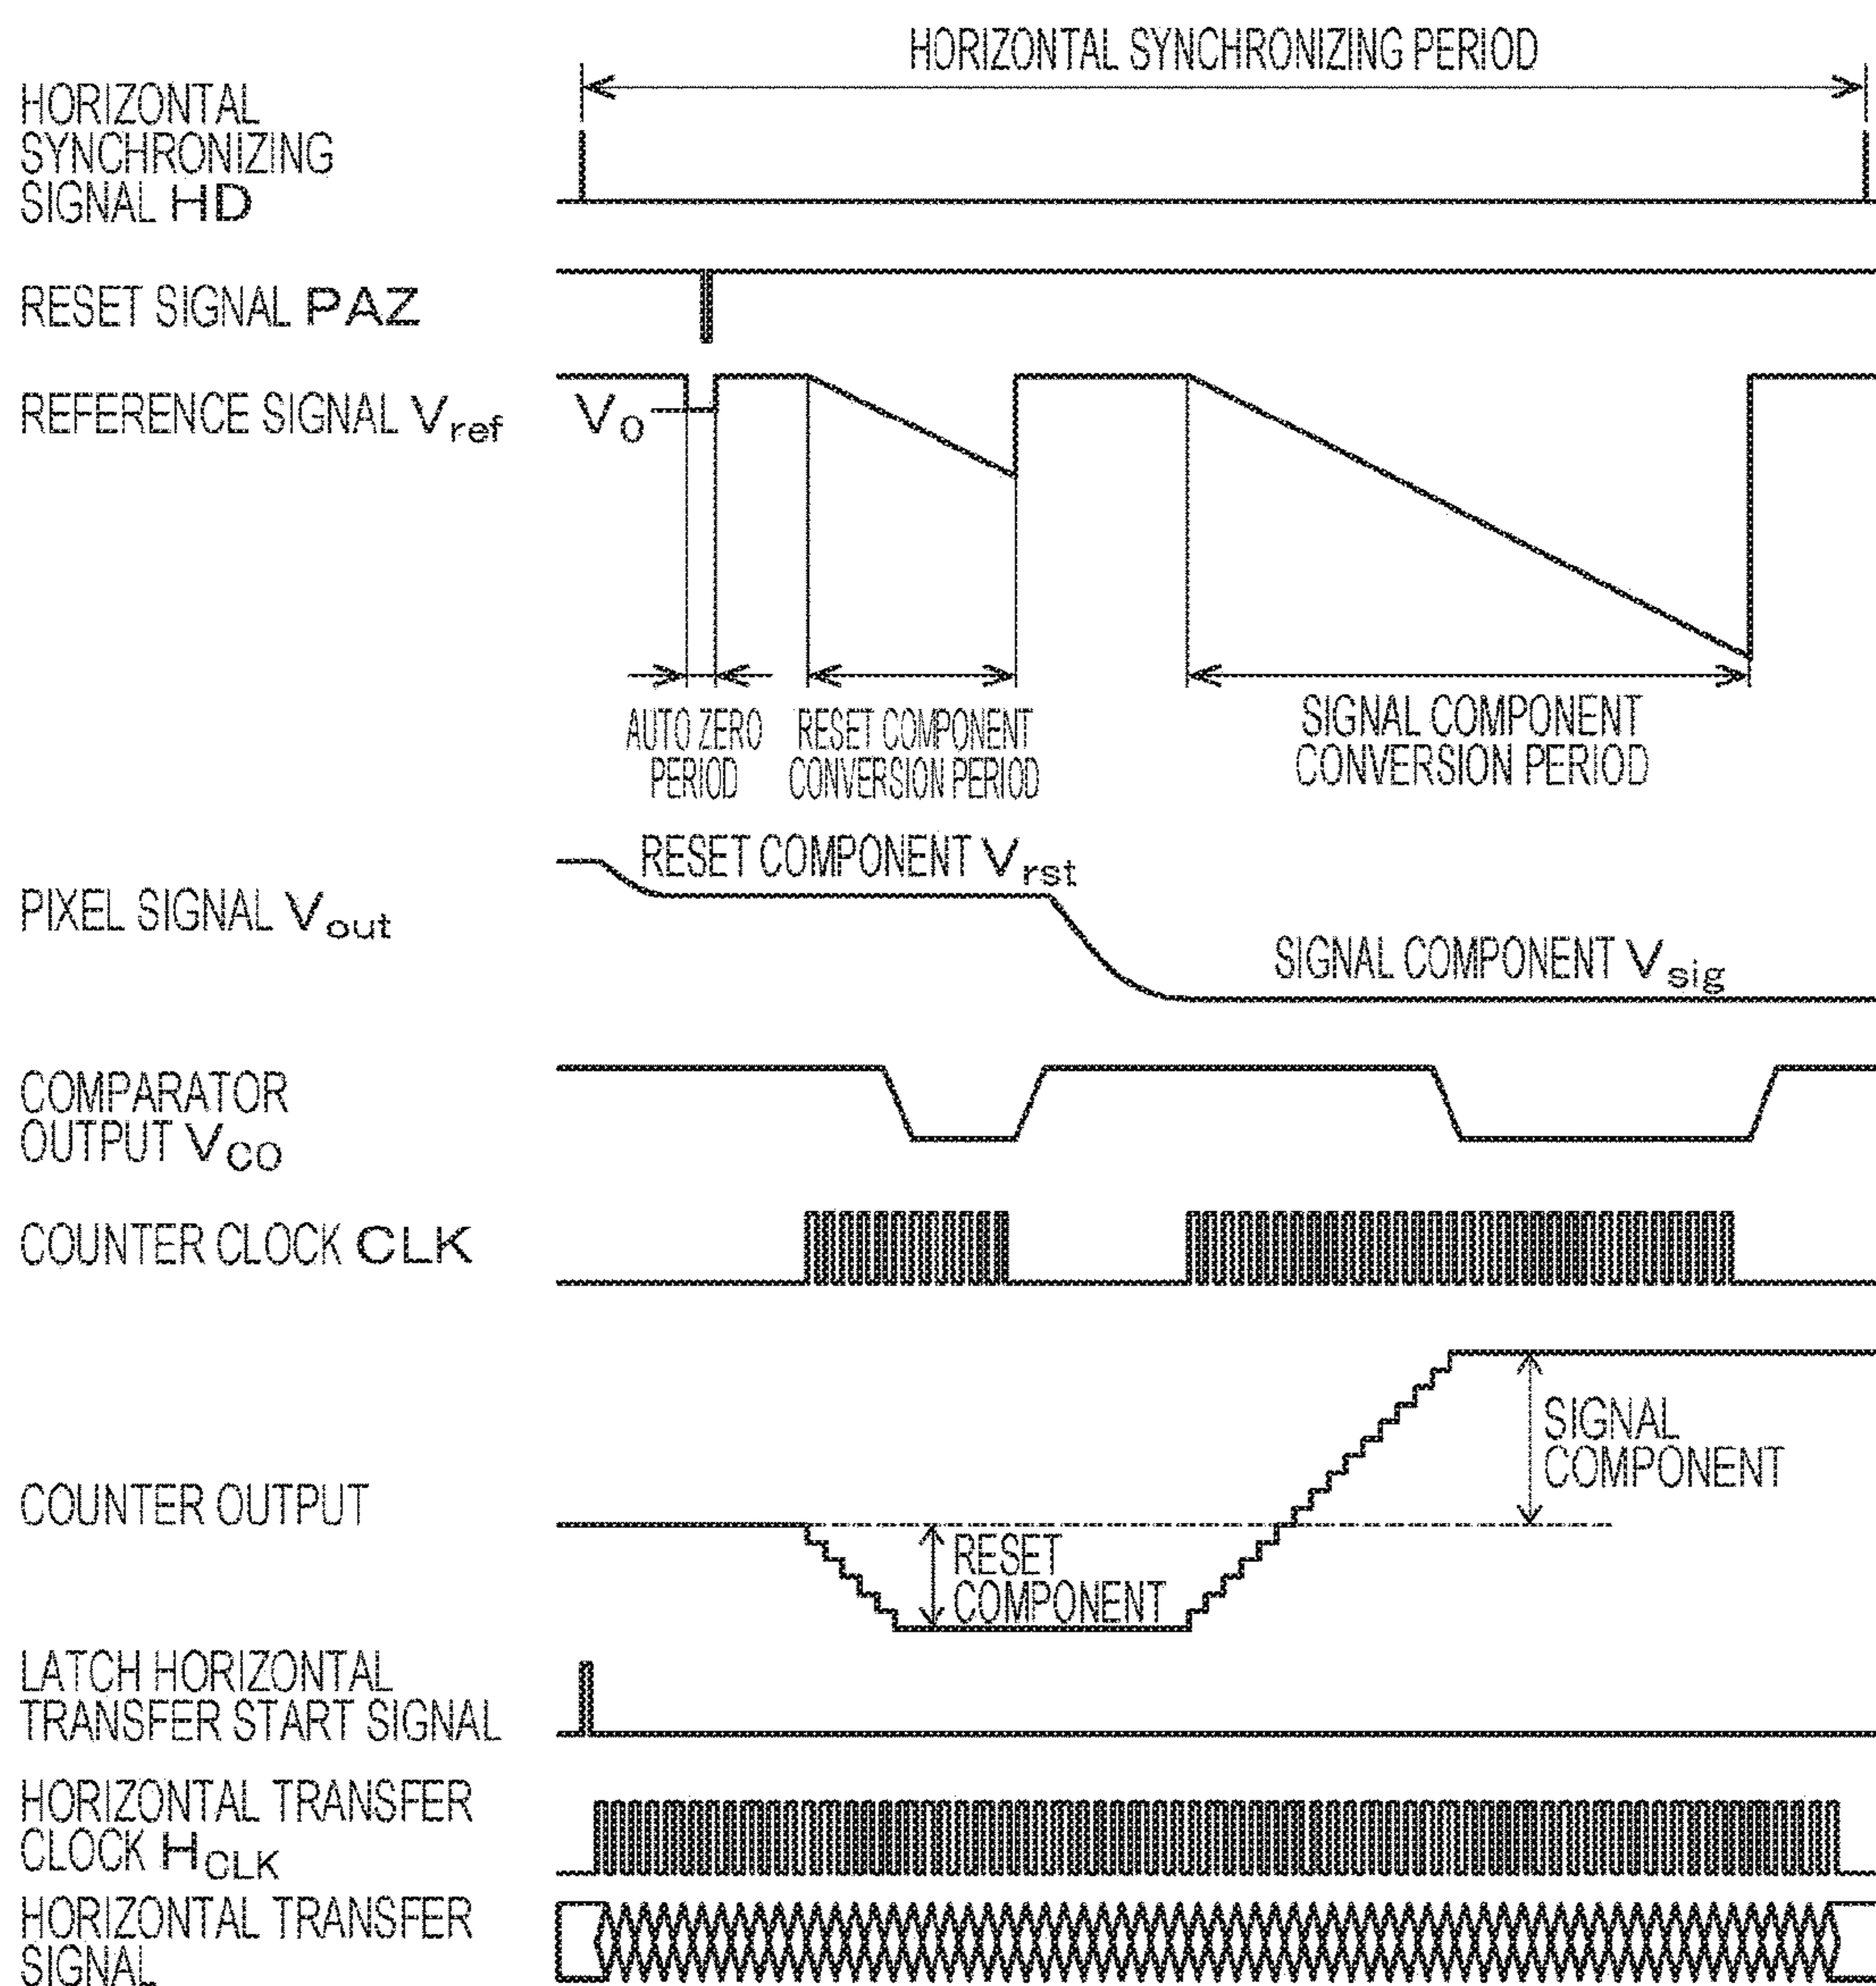 HORIZONTAL SYNCHRONIZING PERIOD
HORIZONTAL
SYNCHRONIZING
SIGNAL HD
RESET SIGNAL PAZ
REFERENCE SIGNAL Vref
V0
AUTO ZERO
PERIOD
RESET COMPONENT
CONVERSION PERIOD
SIGNAL COMPONENT
CONVERSION PERIOD
RESET COMPONENT Vrst
PIXEL SIGNAL Vout
SIGNAL COMPONENT Vsig
COMPARATOR
OUTPUT VCO
COUNTER CLOCK CLK
SIGNAL
COMPONENT
COUNTER OUTPUT
RESET
COMPONENT
LATCH HORIZONTAL
TRANSFER START SIGNAL
HORIZONTAL TRANSFER
CLOCK HCLK
HORIZONTAL TRANSFER
SIGNAL